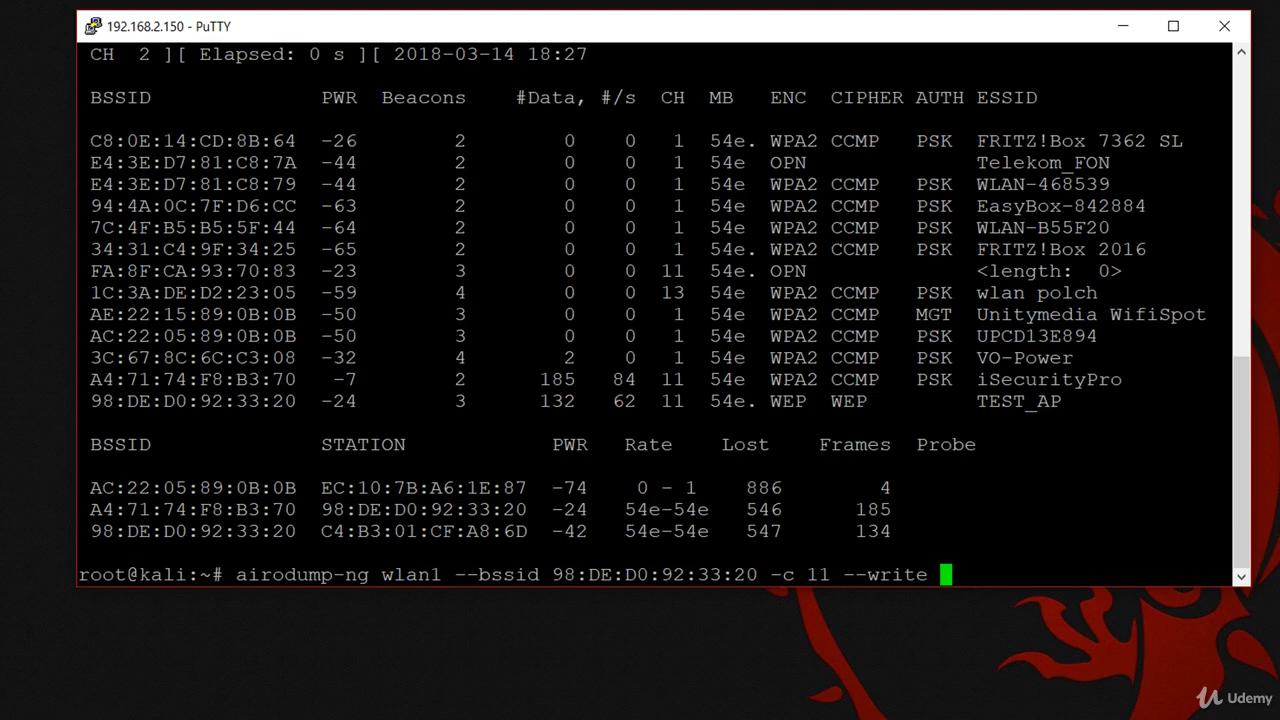 192.168.2.150 - PuTTY
CH 2 ][ Elapsed: 0 s ][ 2018-03-14 18:27
BSSID PWR Beacons #Data, #/s CH MB ENC CIPHER AUTH ESSID
C8:0E:14:CD:8B:64 -26 2 0 0 1 54e. WPA2 CCMP PSK FRITZ!Box 7362 SL
E4:3E:D7:81:C8:7A -44 2 0 0 1 54e OPN Telekom_FON
E4:3E:D7:81:C8:79 -44 2 0 0 1 54e WPA2 CCMP PSK WLAN-468539
94:4A:0C:7F:D6:CC -63 2 0 0 1 54e WPA2 CCMP PSK EasyBox-842884
7C:4F:B5:B5:5F:44 -64 2 0 0 1 54e WPA2 CCMP PSK WLAN-B55F20
34:31:C4:9F:34:25 -65 2 0 0 1 54e. WPA2 CCMP PSK FRITZ!Box 2016
FA:8F:CA:93:70:83 -23 3 0 0 11 54e. OPN <length: 0>
1C:3A:DE:D2:23:05 -59 4 0 0 13 54e WPA2 CCMP PSK wlan polch
AE:22:15:89:0B:0B -50 3 0 0 1 54e WPA2 CCMP MGT Unitymedia WifiSpot
AC:22:05:89:0B:0B -50 3 0 0 1 54e WPA2 CCMP PSK UPCD13E894
3C:67:8C:6C:C3:08 -32 4 2 0 1 54e WPA2 CCMP PSK VO-Power
A4:71:74:F8:B3:70 -7 2 185 84 11 54e WPA2 CCMP PSK iSecurityPro
98:DE:D0:92:33:20 -24 3 132 62 11 54e. WEP WEP TEST_AP
BSSID STATION PWR Rate Lost Frames Probe
AC:22:05:89:0B:0B EC:10:7B:A6:1E:87 -74 0 - 1 886 4
A4:71:74:F8:B3:70 98:DE:D0:92:33:20 -24 54e-54e 546 185
98:DE:D0:92:33:20 C4:B3:01:CF:A8:6D -42 54e-54e 547 134
root@kali:~# airodump-ng wlan1 --bssid 98:DE:D0:92:33:20 -c 11 --write
Udemy